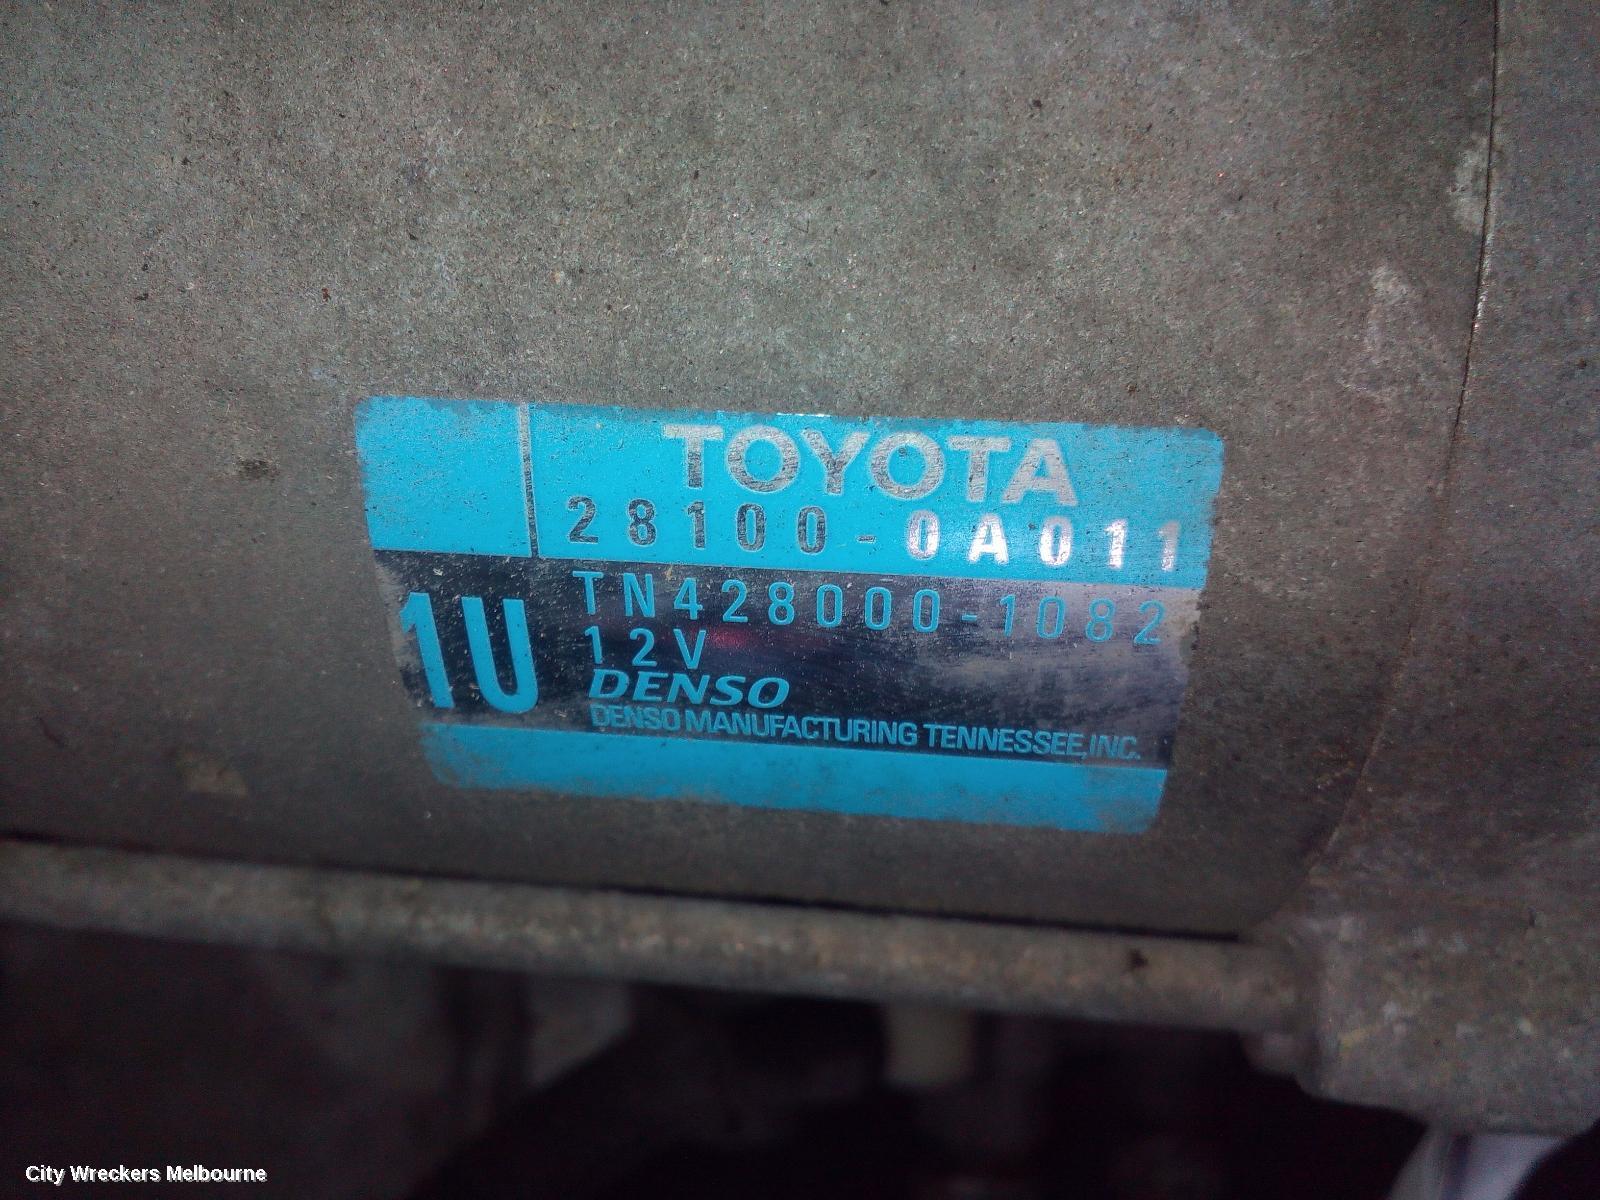 TOYOTA
28100-0A011
TN428000-1082
1U
12V
DENSO
DENSO MANUFACTURING TENNESSEE, INC.
City Wreckers Melbourne